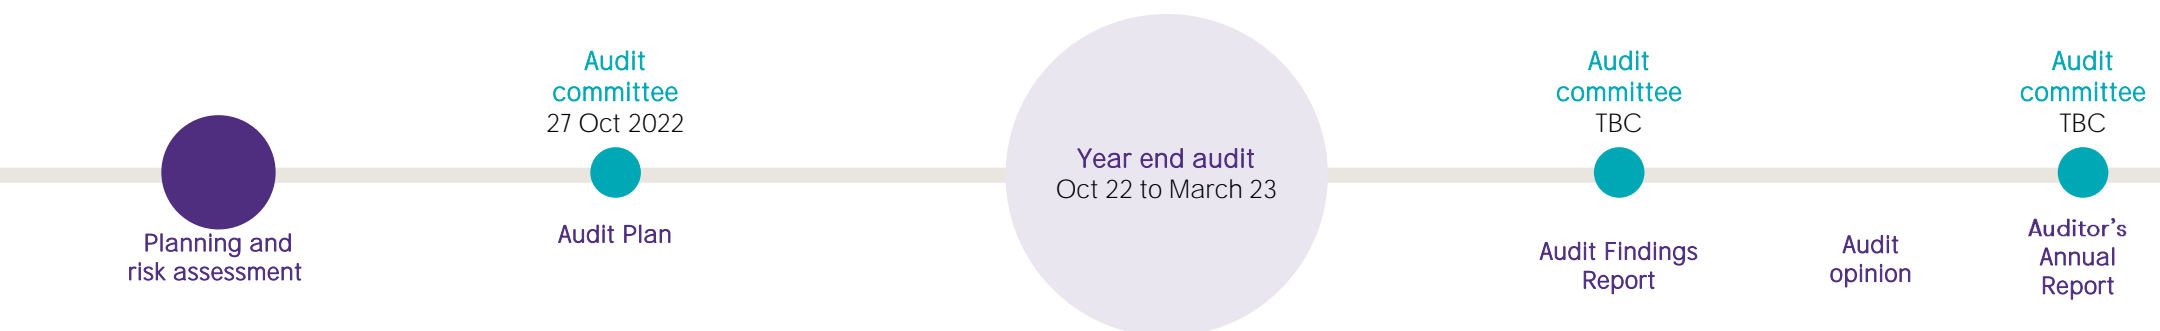 Planning and
risk assessment
Audit
committee
27 Oct 2022
Audit Plan
Year end audit
Oct 22 to March 23
Audit
committee
TBC
Audit Findings
Report
Audit
opinion
Audit
committee
TBC
Auditor's
Annual
Report